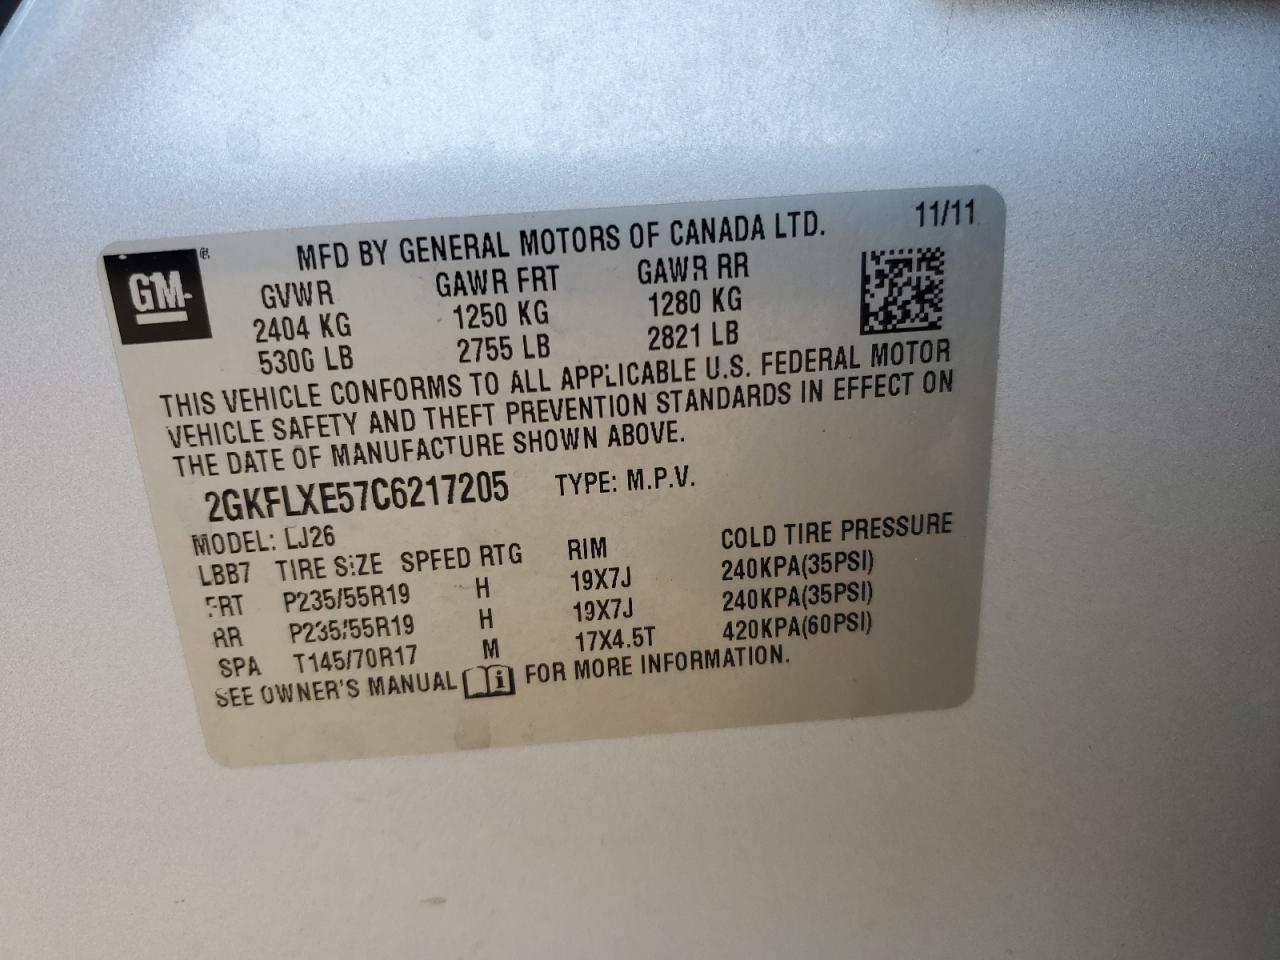 MFD BY GENERAL MOTORS OF CANADA LTD. 11/11
GM ®
GVWR GAWR FRT GAWR RR
2404 KG 1250 KG 1280 KG
5300 LB 2755 LB 2821 LB
THIS VEHICLE CONFORMS TO ALL APPLICABLE U.S. FEDERAL MOTOR
VEHICLE SAFETY AND THEFT PREVENTION STANDARDS IN EFFECT ON
THE DATE OF MANUFACTURE SHOWN ABOVE.
2GKFLXE57C6217205 TYPE: M.P.V.
MODEL: LJ26
LBB7 TIRE SIZE SPEED RTG RIM COLD TIRE PRESSURE
FRT P235/55R19 H 19X7J 240KPA(35PSI)
RR P235/55R19 H 19X7J 240KPA(35PSI)
SPA T145/70R17 M 17X4.5T 420KPA(60PSI)
SEE OWNER'S MANUAL i FOR MORE INFORMATION.